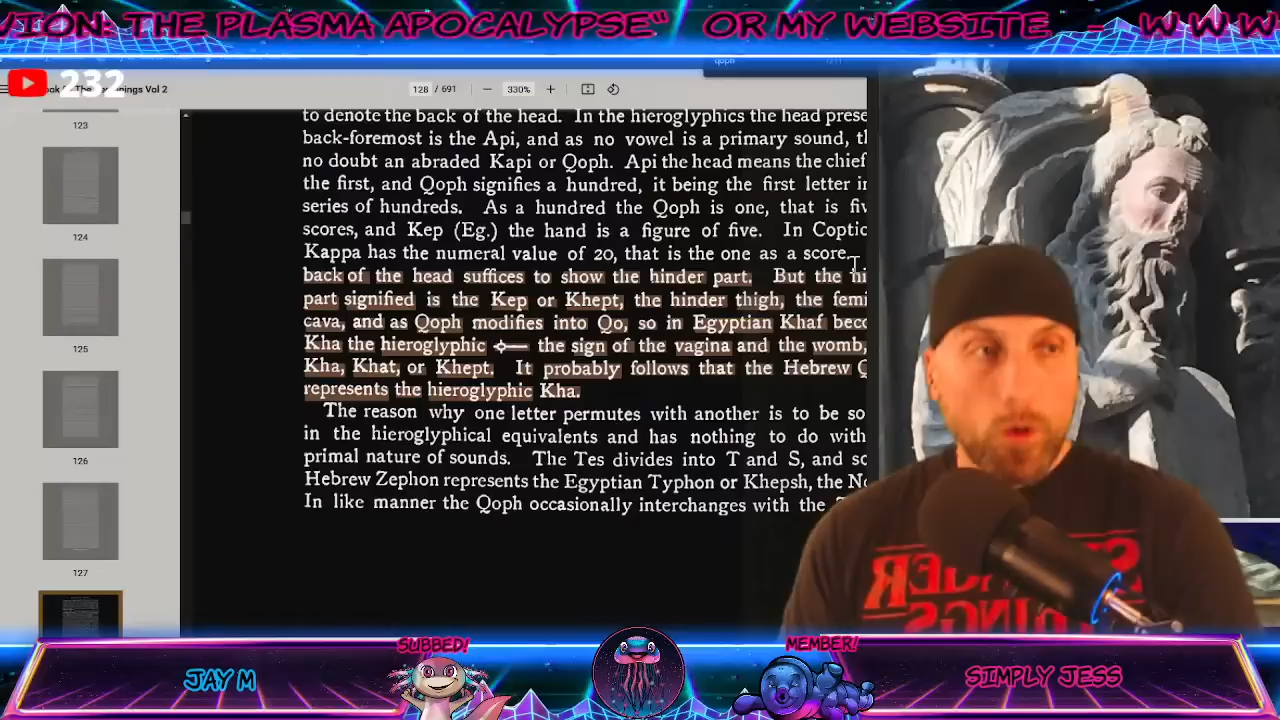 VION: THE PLASMA APOCALYPSE" OR MY WEBSITE - WWW
232
Vol 2
qoph
128 / 691
330%
123
124
125
126
127
to denote the back of the head. In the hieroglyphics the head prese
back-foremost is the Api, and as no vowel is a primary sound, th
no doubt an abraded Kapi or Qoph. Api the head means the chief
the first, and Qoph signifies a hundred, it being the first letter in
series of hundreds. As a hundred the Qoph is one, that is fiv
scores, and Kep (Eg.) the hand is a figure of five. In Coptic
Kappa has the numeral value of 20, that is the one as a score.
back of the head suffices to show the hinder part. But the hi
part signified is the Kep or Khept, the hinder thigh, the femi
cava, and as Qoph modifies into Qo, so in Egyptian Khaf beco
Kha the hieroglyphic the sign of the vagina and the womb,
Kha, Khat, or Khept. It probably follows that the Hebrew Q
represents the hieroglyphic Kha.
The reason why one letter permutes with another is to be so
in the hieroglyphical equivalents and has nothing to do with
primal nature of sounds. The Tes divides into T and S, and so
Hebrew Zephon represents the Egyptian Typhon or Khepsh, the No
In like manner the Qoph occasionally interchanges with the
SUBBED!
JAY M
MEMBER!
SIMPLY JESS